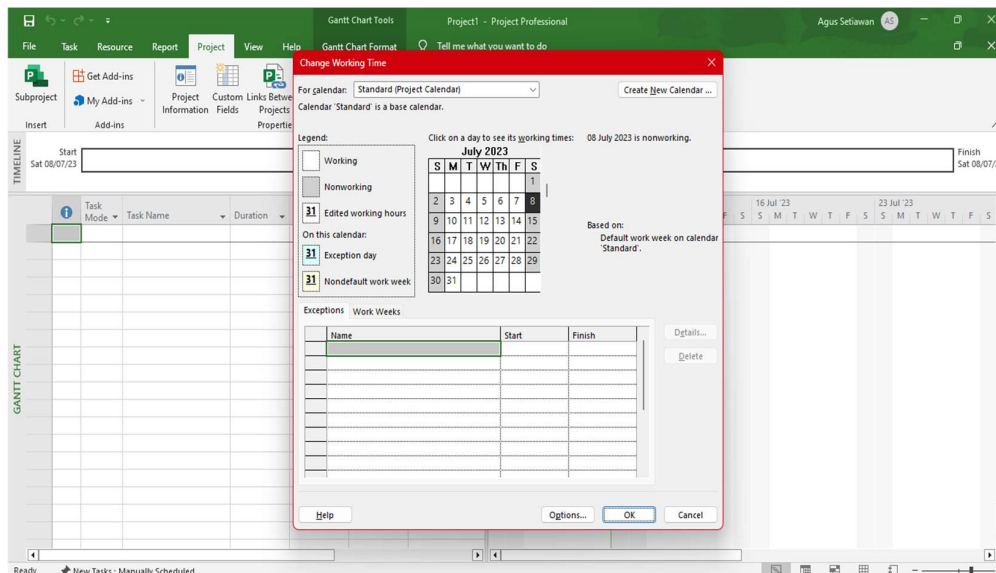 Gantt Chart Tools
Project1 - Project Professional
Agus Setiawan
AS
File Task Resource Report Project View Help Gantt Chart Format Tell me what you want to do
Subproject
Insert
Get Add-ins
My Add-ins
Add-ins
Project Information
Custom Fields
Links Betwe
Projects
Propertie
TIMELINE
Start
Sat 08/07/23
Finish
Sat 08/07/
Change Working Time
For calendar: Standard (Project Calendar)
Create New Calendar ...
Calendar 'Standard' is a base calendar.
Legend:
Working
Nonworking
31 Edited working hours
On this calendar:
31 Exception day
31 Nondefault work week
Click on a day to see its working times:
July 2023
S M T W Th F S
1
2 3 4 5 6 7 8
9 10 11 12 13 14 15
16 17 18 19 20 21 22
23 24 25 26 27 28 29
30 31
08 July 2023 is nonworking.
Based on:
Default work week on calendar
'Standard'.
Exceptions Work Weeks
Name Start Finish
Details...
Delete
Help Options... OK Cancel
Task Mode
Task Name
Duration
16 Jul '23 23 Jul '23
F S S M T W T F S S M T W T F S
GANTT CHART
Ready New Tasks : Manually Scheduled